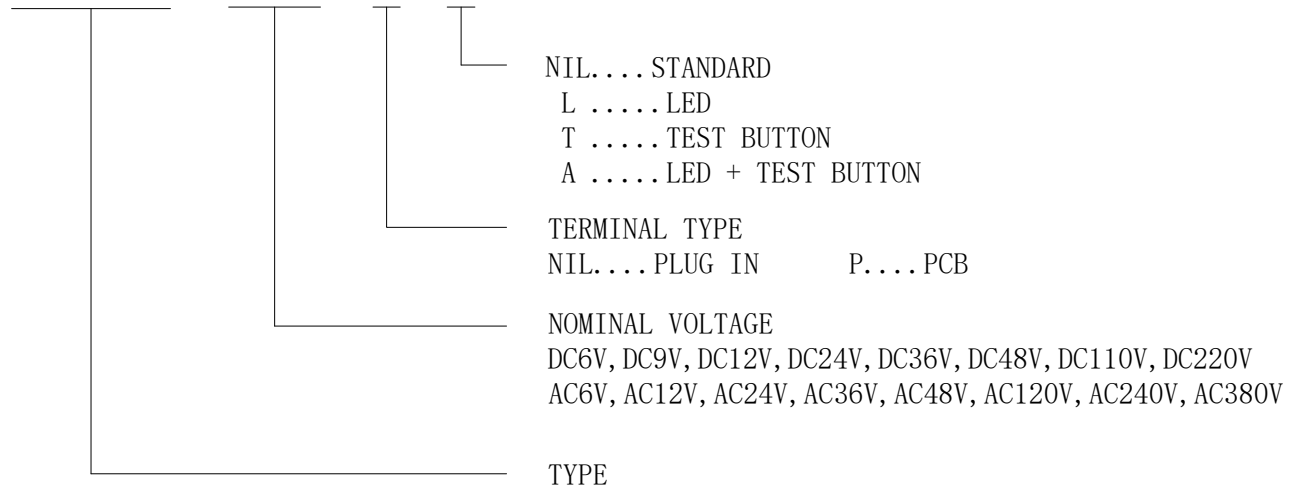 NIL....STANDARD
L .....LED
T .....TEST BUTTON
A .....LED + TEST BUTTON
TERMINAL TYPE
NIL....PLUG IN P....PCB
NOMINAL VOLTAGE
DC6V,DC9V,DC12V,DC24V,DC36V,DC48V,DC110V,DC220V
AC6V,AC12V,AC24V,AC36V,AC48V,AC120V,AC240V,AC380V
TYPE